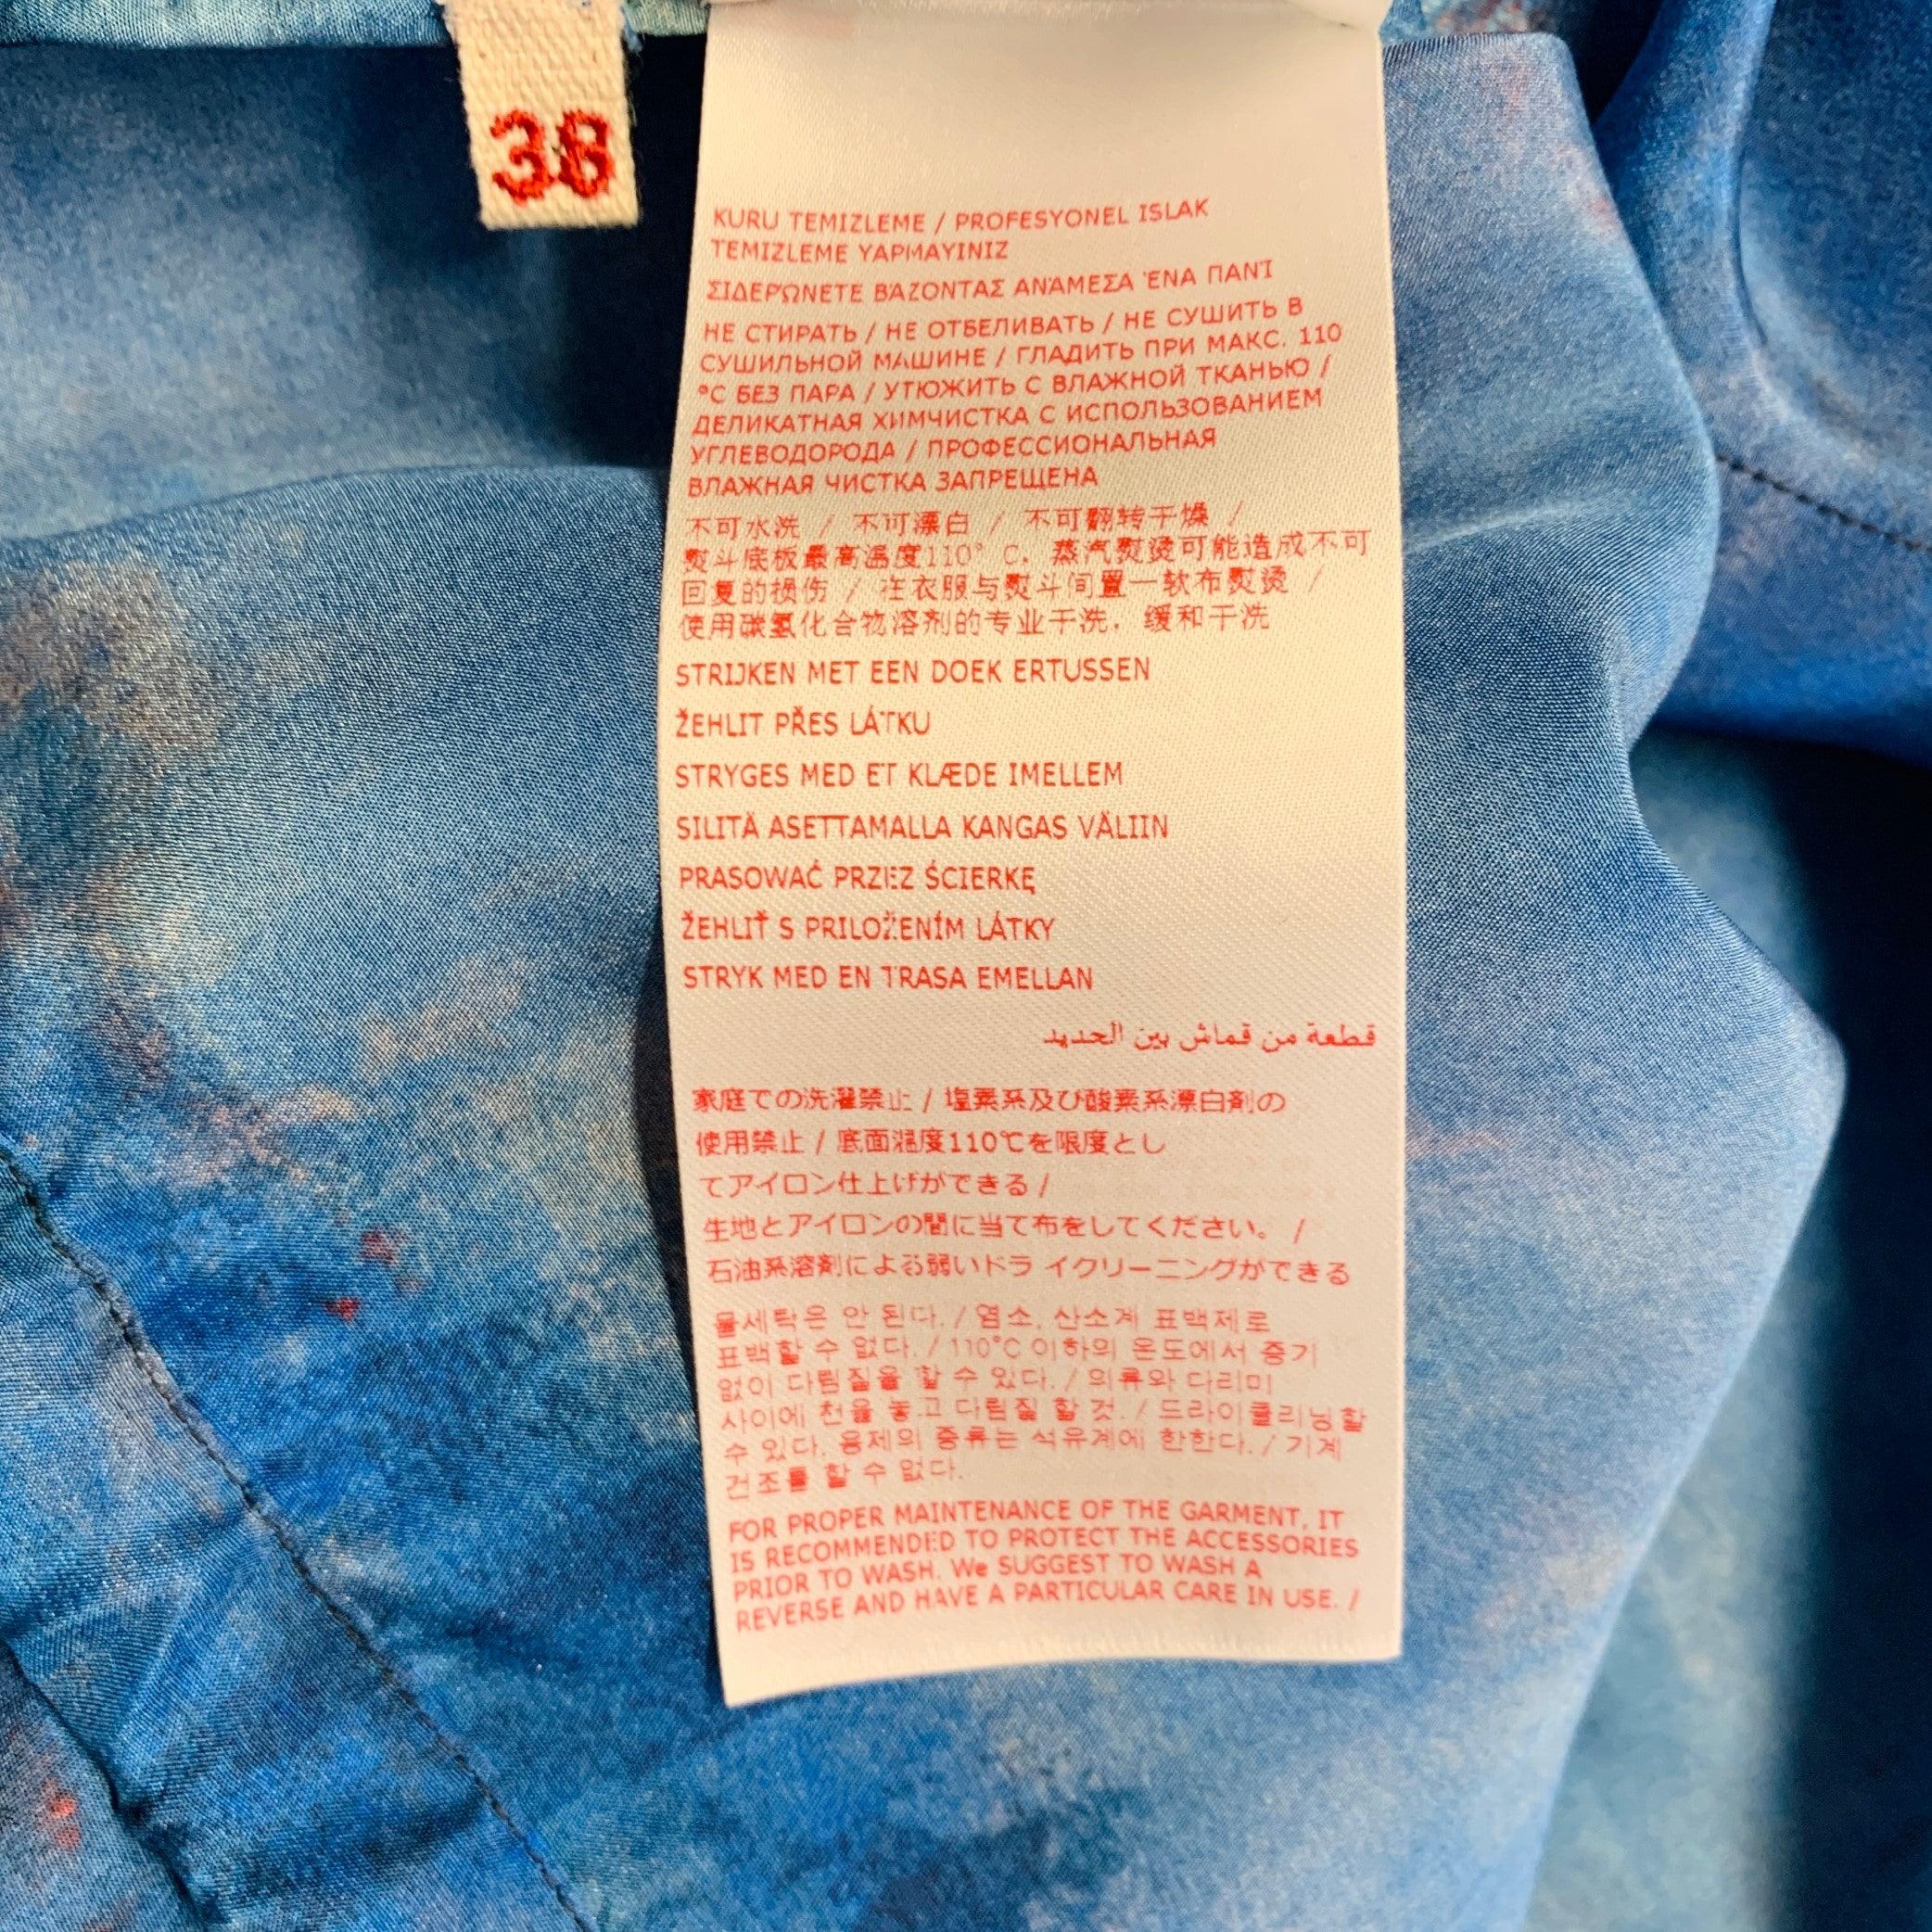 38
KURU TEMIZLEME / PROFESYONEL ISLAK
TEMIZLEME YAPMAYINIZ
ΣΙΔΕΡΏΝΕΤΕ ΒΆΖΟΝΤΑΣ ΑΝΆΜΕΣΑ ΈΝΑ ΠΑΝΊ
НЕ СТИРАТЬ / НЕ ОТБЕЛИВАТЬ / НЕ СУШИТЬ В
СУШИЛЬНОЙ МАШИНЕ / ГЛАДИТЬ ПРИ МАКС. 110
°C БЕЗ ПАРА / УТЮЖИТЬ С ВЛАЖНОЙ ТКАНЬЮ /
ДЕЛИКАТНАЯ ХИМЧИСТКА С ИСПОЛЬЗОВАНИЕМ
УГЛЕВОДОРОДА / ПРОФЕССИОНАЛЬНАЯ
ВЛАЖНАЯ ЧИСТКА ЗАПРЕЩЕНА
不可水洗 / 不可漂白 / 不可翻转干燥 /
熨斗底板最高温度110° C. 蒸汽熨烫可能造成不可
回复的损伤 / 在衣服与熨斗间置一软布熨烫 /
使用碳氢化合物溶剂的专业干洗. 缓和干洗
STRIJKEN MET EEN DOEK ERTUSSEN
ŽEHLIT PŘES LÁTKU
STRYGES MED ET KLÆDE IMELLEM
SILITÄ ASETTAMALLA KANGAS VÄLIIN
PRASOWAĆ PRZEZ ŚCIERKĘ
ŽEHLIŤ S PRILOŽENÍM LÁTKY
STRYK MED EN TRASA EMELLAN
قطعة من قماش بين الحديد
家庭での洗濯禁止 / 塩素系及び酸素系漂白剤の
使用禁止 / 底面温度110℃を限度とし
てアイロン仕上げができる /
生地とアイロンの間に当て布をしてください。 /
石油系溶剤による弱いドラ イクリーニングができる
물세탁은 안 된다. / 염소, 산소계 표백제로
표백할 수 없다. / 110°C 이하의 온도에서 증기
없이 다림질을 할 수 있다. / 의류와 다리미
사이에 천을 놓고 다림질 할 것. / 드라이클리닝할
수 있다. 용제의 종류는 석유계에 한한다. / 기계
건조를 할 수 없다.
FOR PROPER MAINTENANCE OF THE GARMENT, IT
IS RECOMMENDED TO PROTECT THE ACCESSORIES
PRIOR TO WASH. We SUGGEST TO WASH A
REVERSE AND HAVE A PARTICULAR CARE IN USE. /